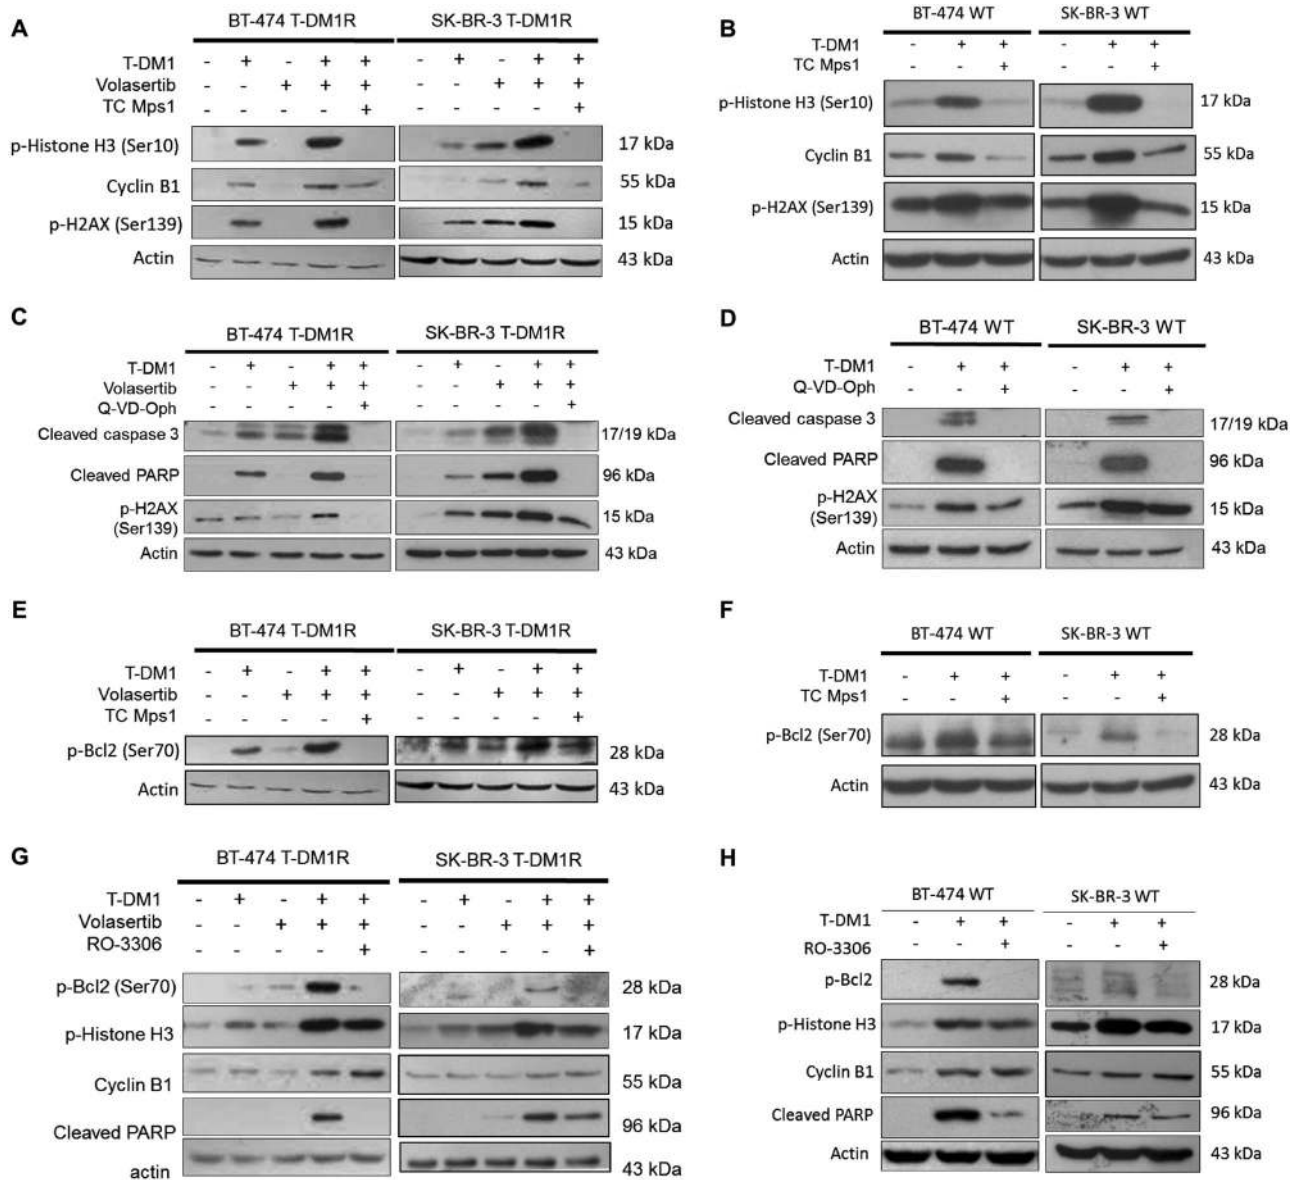 A
BT-474 T-DM1R SK-BR-3 T-DM1R
T-DM1 - + - + + - + - + +
Volasertib - - + + + - - + + +
TC Mps1 - - - - + - - - - +
p-Histone H3 (Ser10) 17 kDa
Cyclin B1 55 kDa
p-H2AX (Ser139) 15 kDa
Actin 43 kDa
B
BT-474 WT SK-BR-3 WT
T-DM1 - + + - + +
TC Mps1 - - + - - +
p-Histone H3 (Ser10) 17 kDa
Cyclin B1 55 kDa
p-H2AX (Ser139) 15 kDa
Actin 43 kDa
C
BT-474 T-DM1R SK-BR-3 T-DM1R
T-DM1 - + - + + - + - + +
Volasertib - - + + + - - + + +
Q-VD-Oph - - - - + - - - - +
Cleaved caspase 3 17/19 kDa
Cleaved PARP 96 kDa
p-H2AX
(Ser139) 15 kDa
Actin 43 kDa
D
BT-474 WT SK-BR-3 WT
T-DM1 - + + - + +
Q-VD-Oph - - + - - +
Cleaved caspase 3 17/19 kDa
Cleaved PARP 96 kDa
p-H2AX
(Ser139) 15 kDa
Actin 43 kDa
E
BT-474 T-DM1R SK-BR-3 T-DM1R
T-DM1 - + - + + - + - + +
Volasertib - - + + + - - + + +
TC Mps1 - - - - + - - - - +
p-Bcl2 (Ser70) 28 kDa
Actin 43 kDa
F
BT-474 WT SK-BR-3 WT
T-DM1 - + + - + +
TC Mps1 - - + - - +
p-Bcl2 (Ser70) 28 kDa
Actin 43 kDa
G
BT-474 T-DM1R SK-BR-3 T-DM1R
T-DM1 - + - + + - + - + +
Volasertib - - + + + - - + + +
RO-3306 - - - - + - - - - +
p-Bcl2 (Ser70) 28 kDa
p-Histone H3 17 kDa
Cyclin B1 55 kDa
Cleaved PARP 96 kDa
actin 43 kDa
H
BT-474 WT SK-BR-3 WT
T-DM1 - + + - + +
RO-3306 - - + - - +
p-Bcl2 28 kDa
p-Histone H3 17 kDa
Cyclin B1 55 kDa
Cleaved PARP 96 kDa
Actin 43 kDa